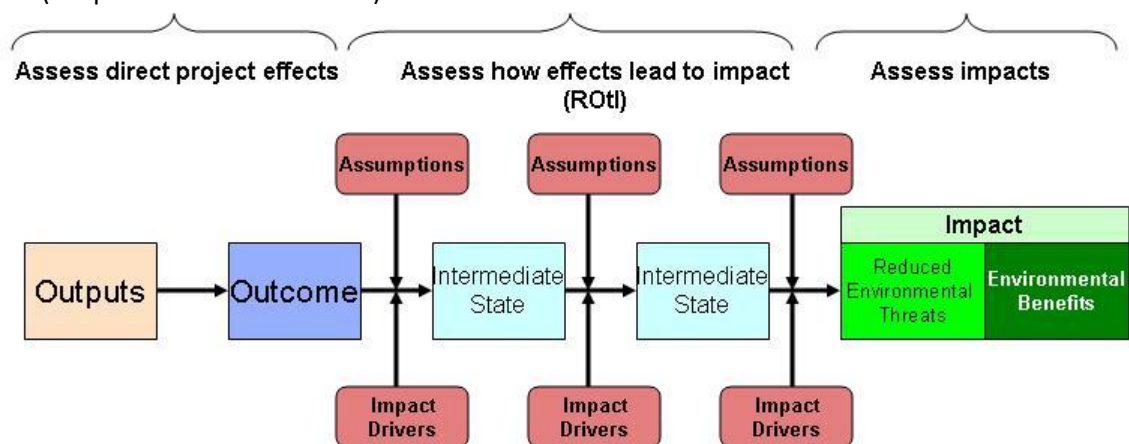 Assess direct project effects
Assess how effects lead to impact
(ROtI)
Assess impacts
Assumptions
Assumptions
Assumptions
Outputs
Outcome
Intermediate
State
Intermediate
State
Impact
Reduced
Environmental
Threats
Environmental
Benefits
Impact
Drivers
Impact
Drivers
Impact
Drivers